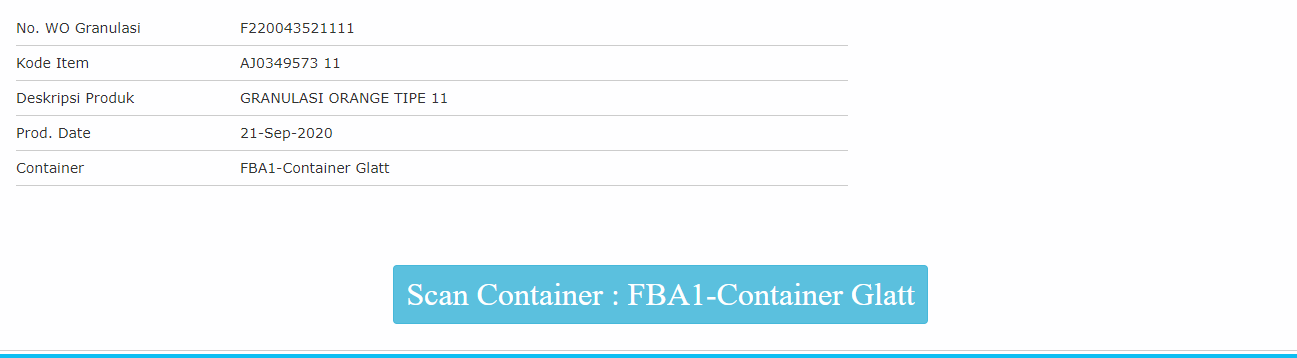 No. WO Granulasi F220043521111
Kode Item AJ0349573 11
Deskripsi Produk GRANULASI ORANGE TIPE 11
Prod. Date 21-Sep-2020
Container FBA1-Container Glatt
Scan Container : FBA1-Container Glatt